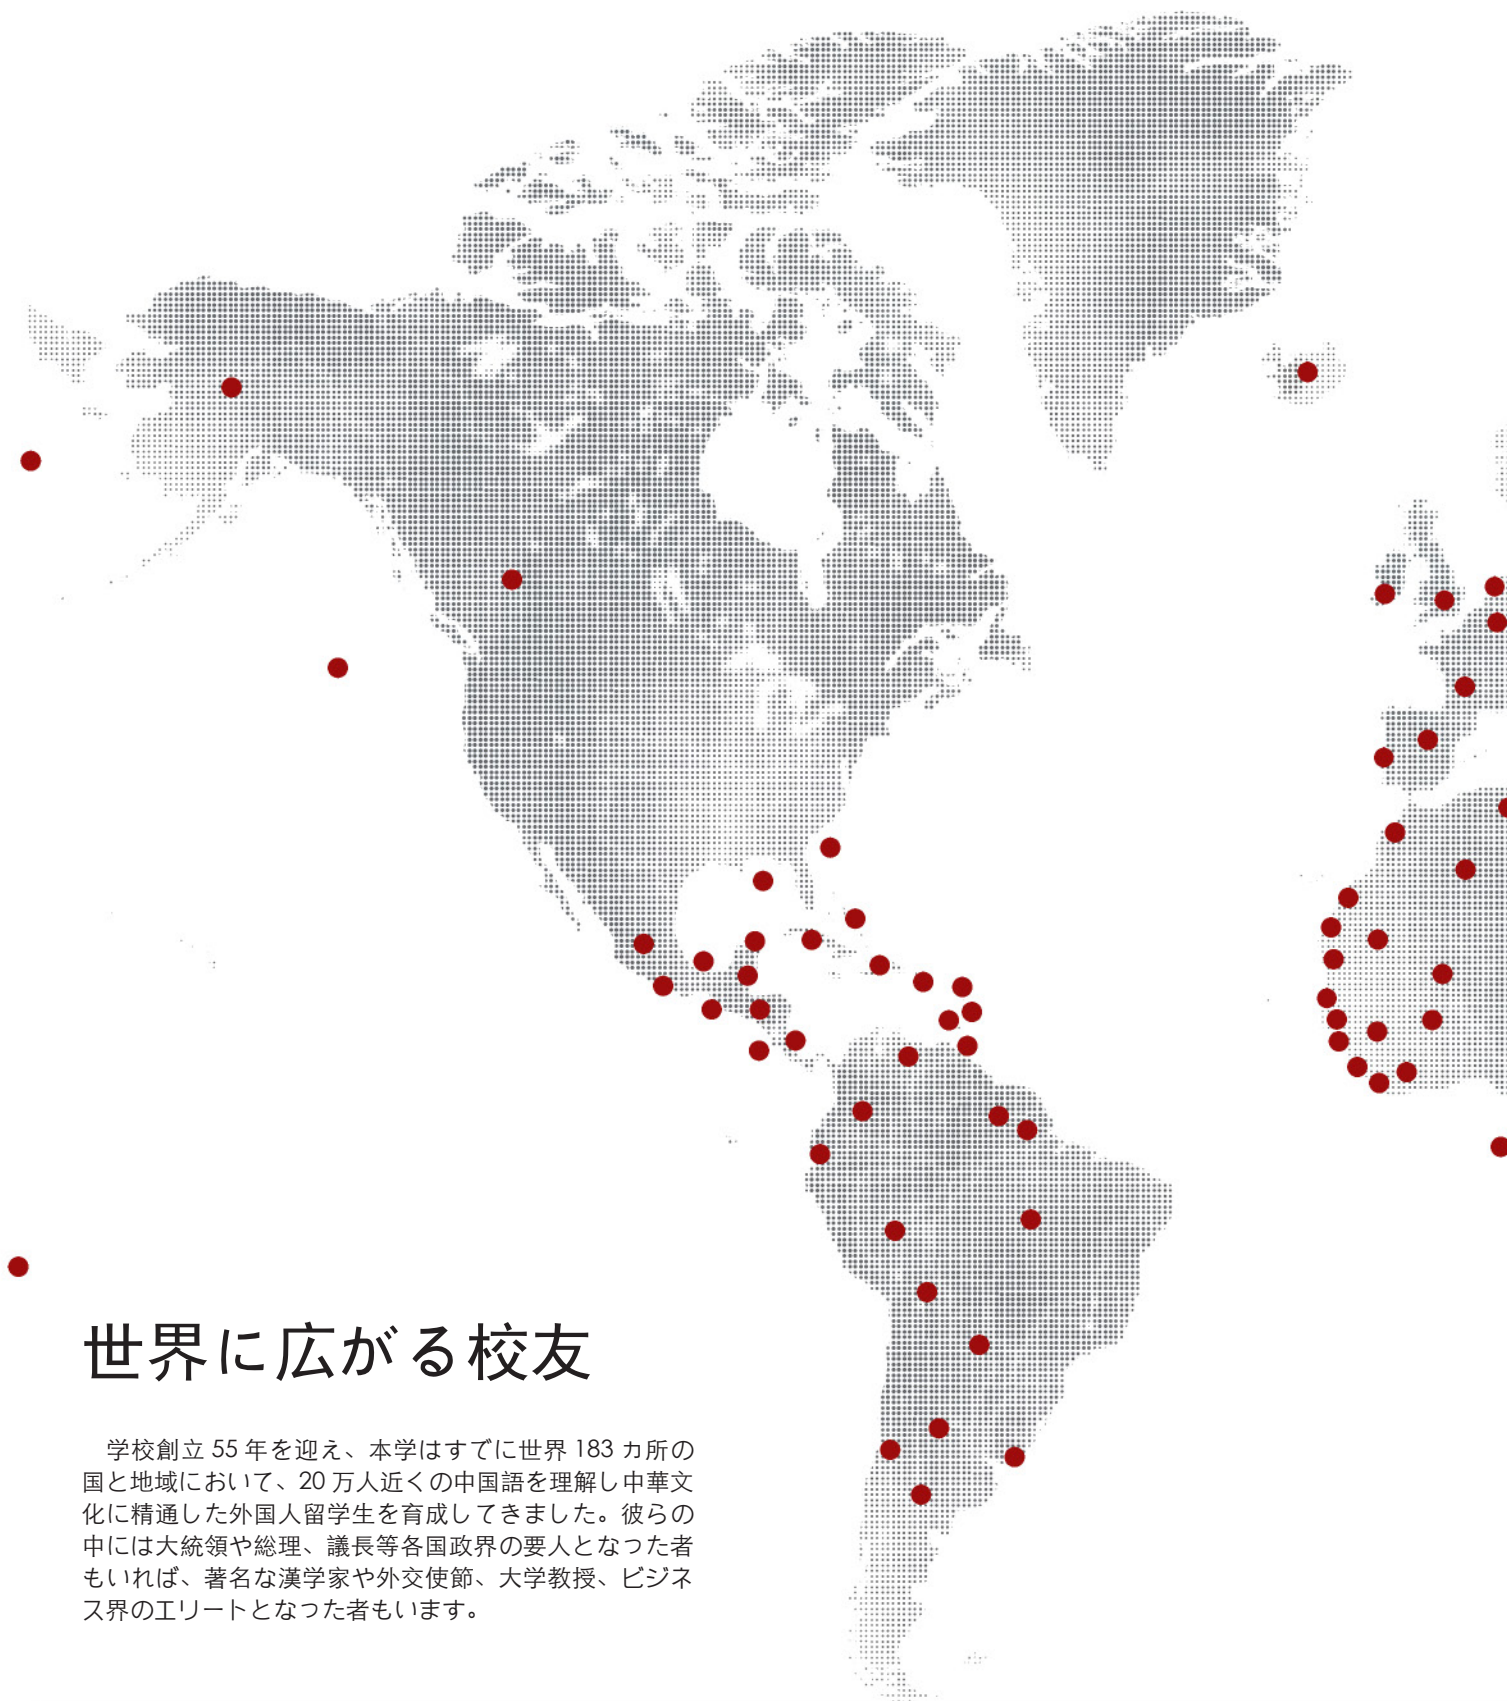 世界に広がる校友
学校創立 55 年を迎え、本学はすでに世界 183 ヵ所の
国と地域において、20 万人近くの中国語を理解し中華文
化に精通した外国人留学生を育成してきました。彼らの
中には大統領や総理、議長等各国政界の要人となった者
もいれば、著名な漢学家や外交使節、大学教授、ビジネ
ス界のエリートとなった者もいます。